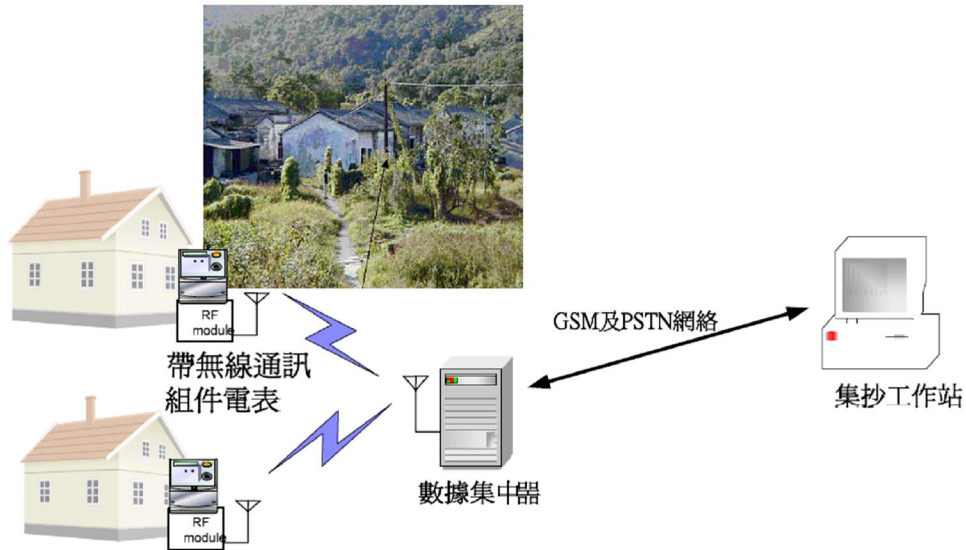 RF
module
帶無線通訊
組件電表
GSM及PSTN網絡
集抄工作站
數據集中器
RF
module